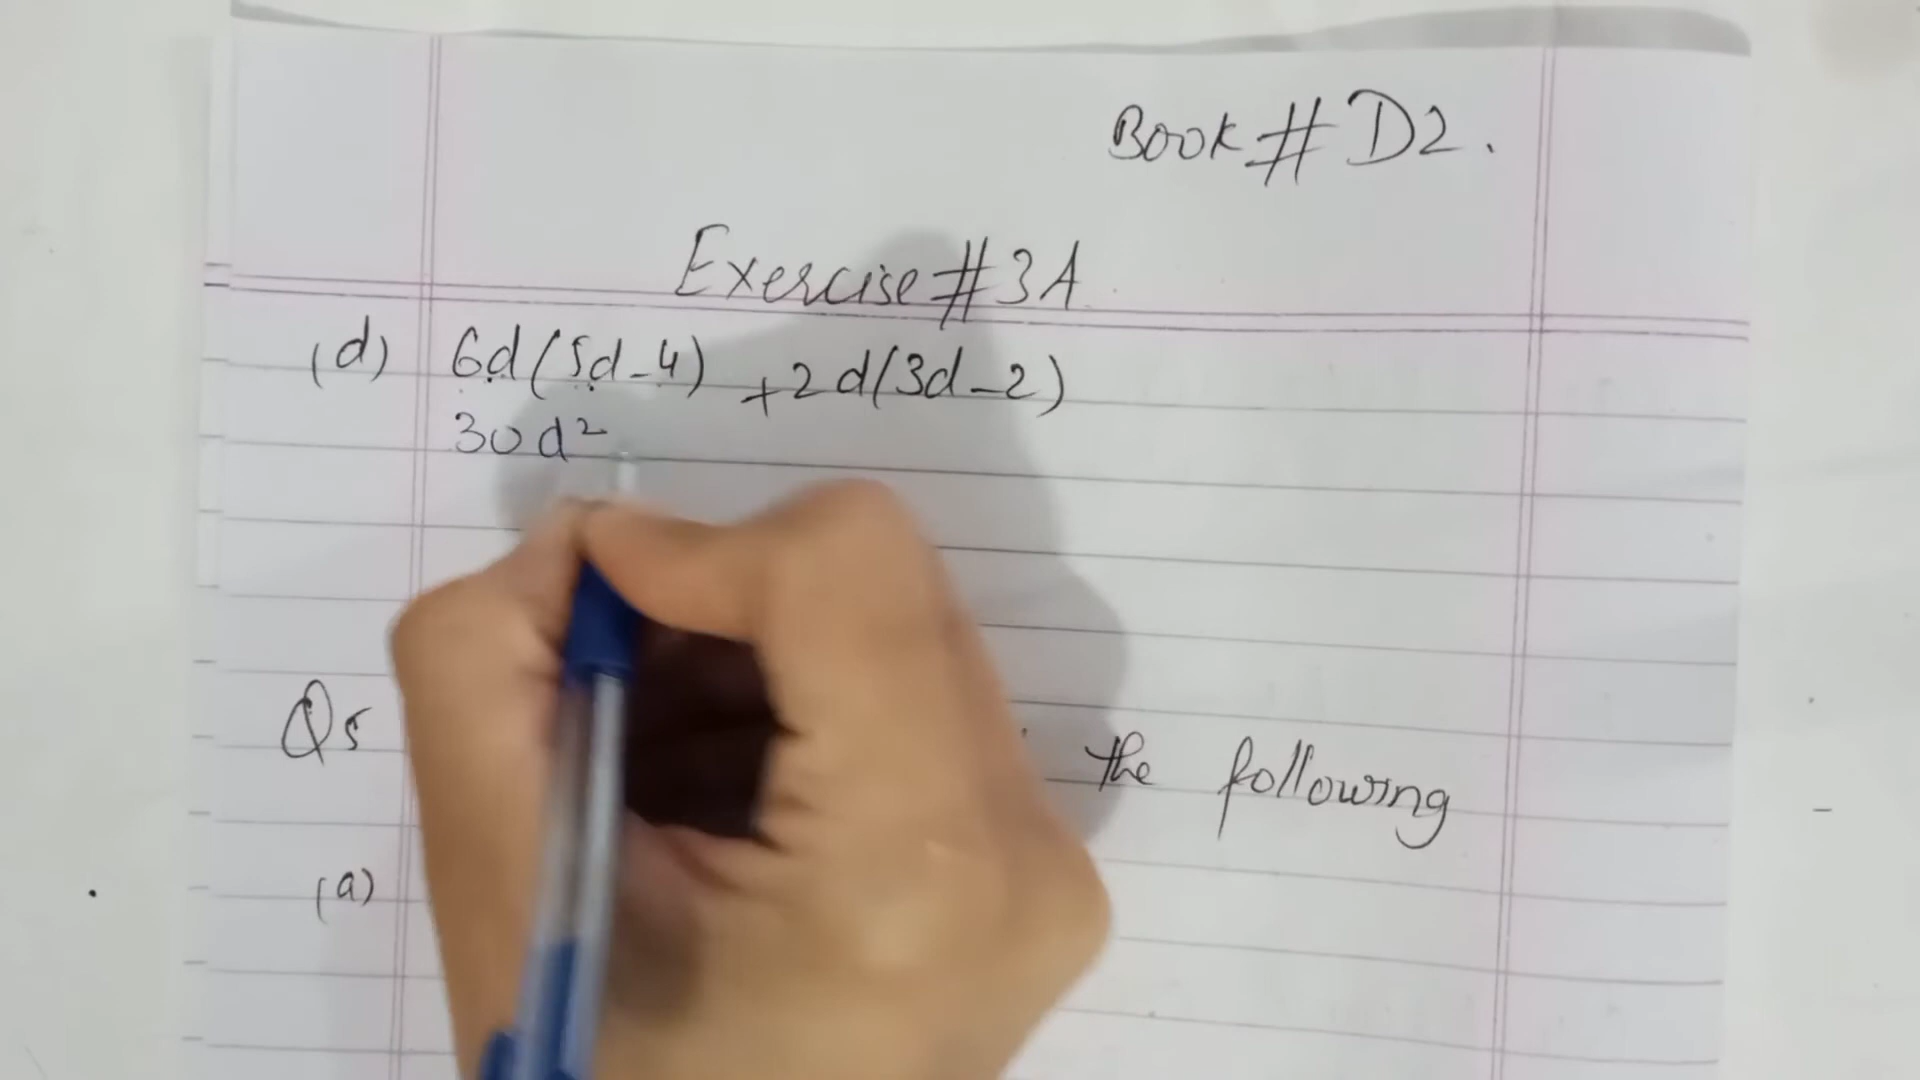 Book # D2.
Exercise # 3A.
(d) 6d(5d-4) +2d(3d-2)
30d²
Q5 the following
(a)